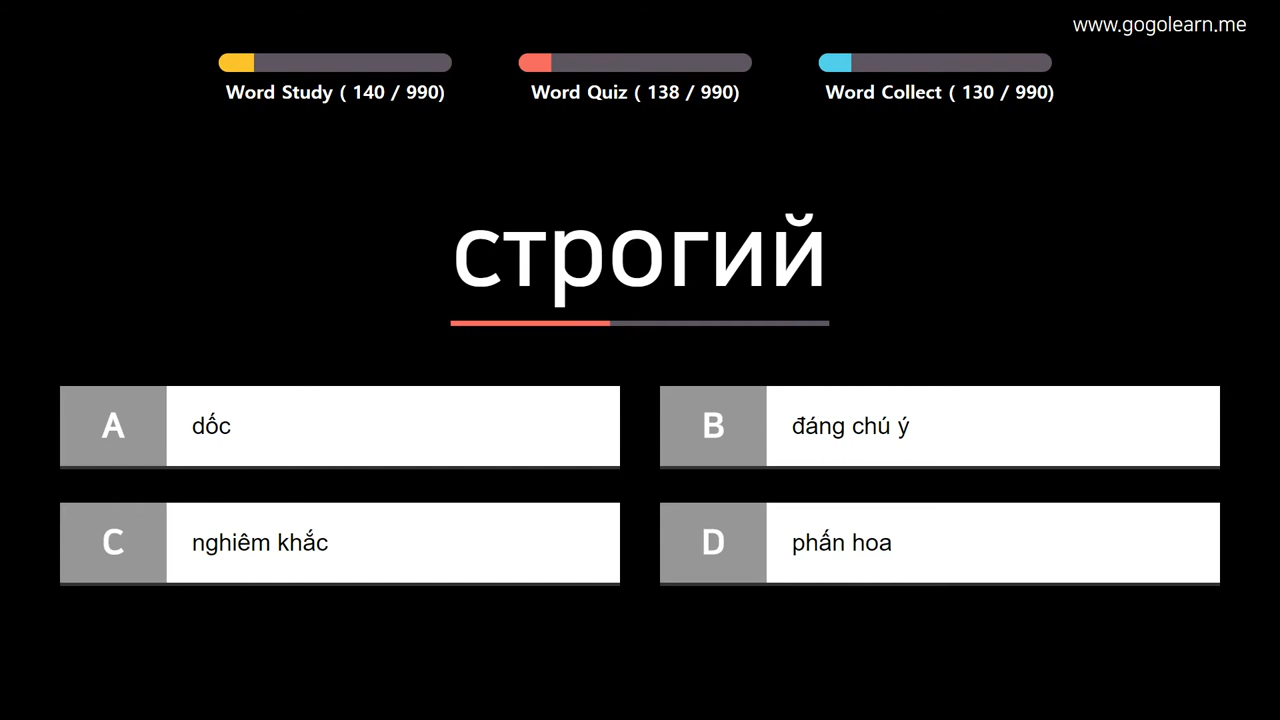 www.gogolearn.me
Word Study ( 140 / 990)
Word Quiz ( 138 / 990)
Word Collect ( 130 / 990)
строгий
A dốc
B đáng chú ý
C nghiêm khắc
D phấn hoa